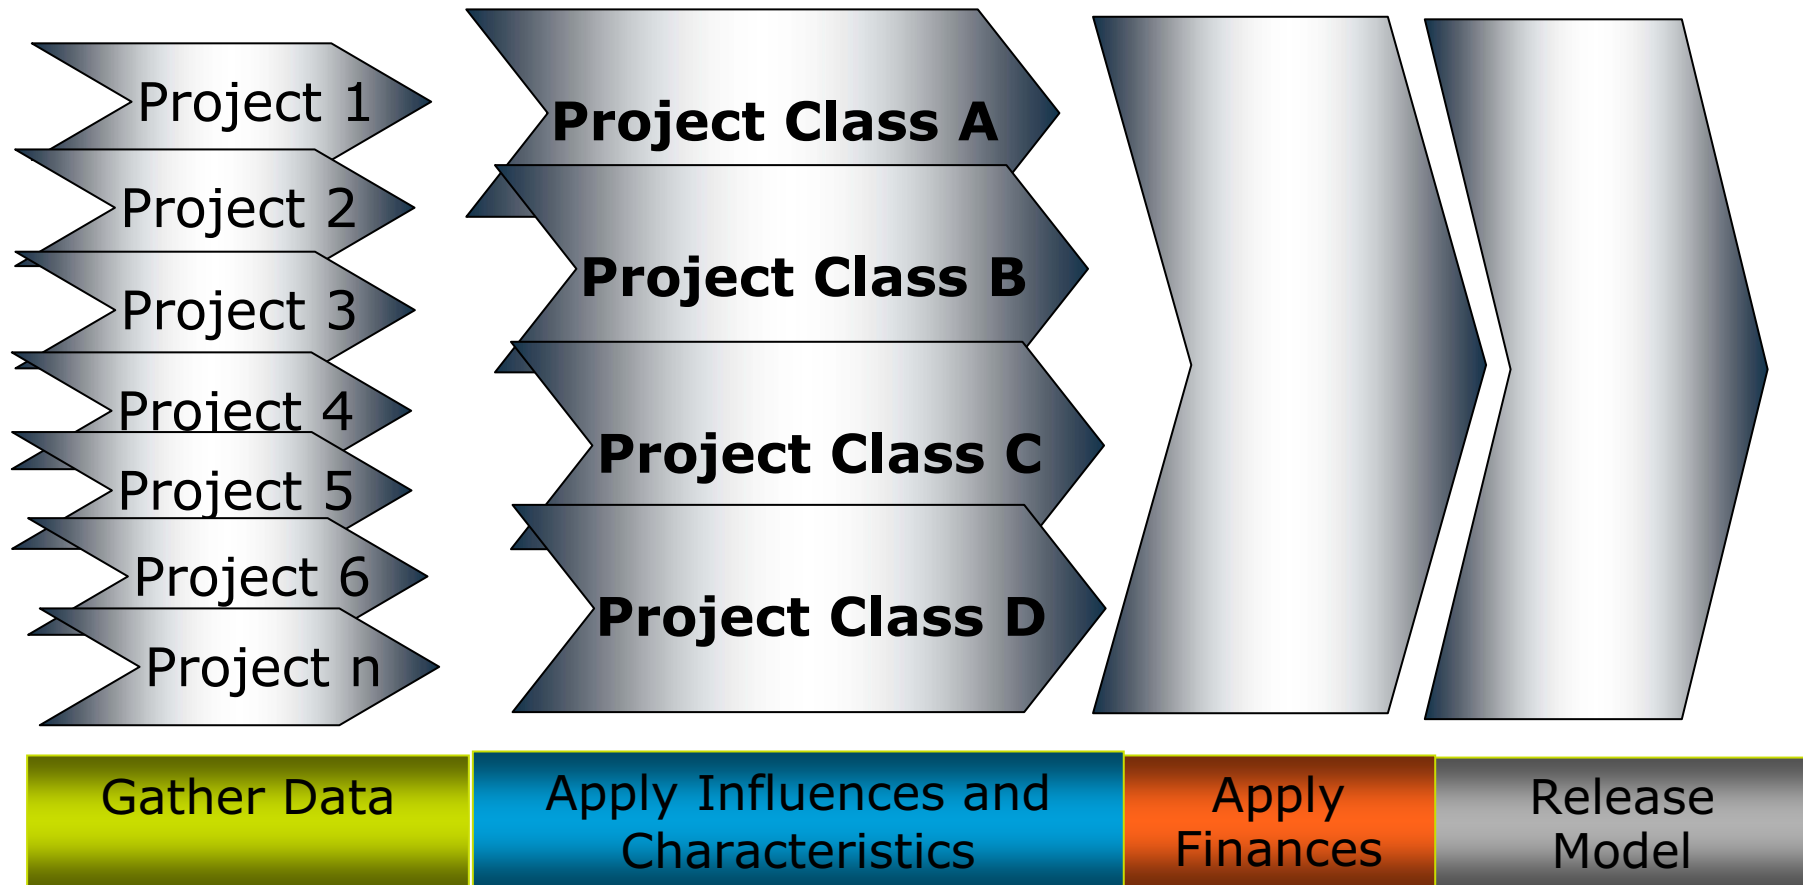 Project 1
Project 2
Project 3
Project 4
Project 5
Project 6
Project n
Project Class A
Project Class B
Project Class C
Project Class D
Gather Data
Apply Influences and
Characteristics
Apply
Finances
Release
Model